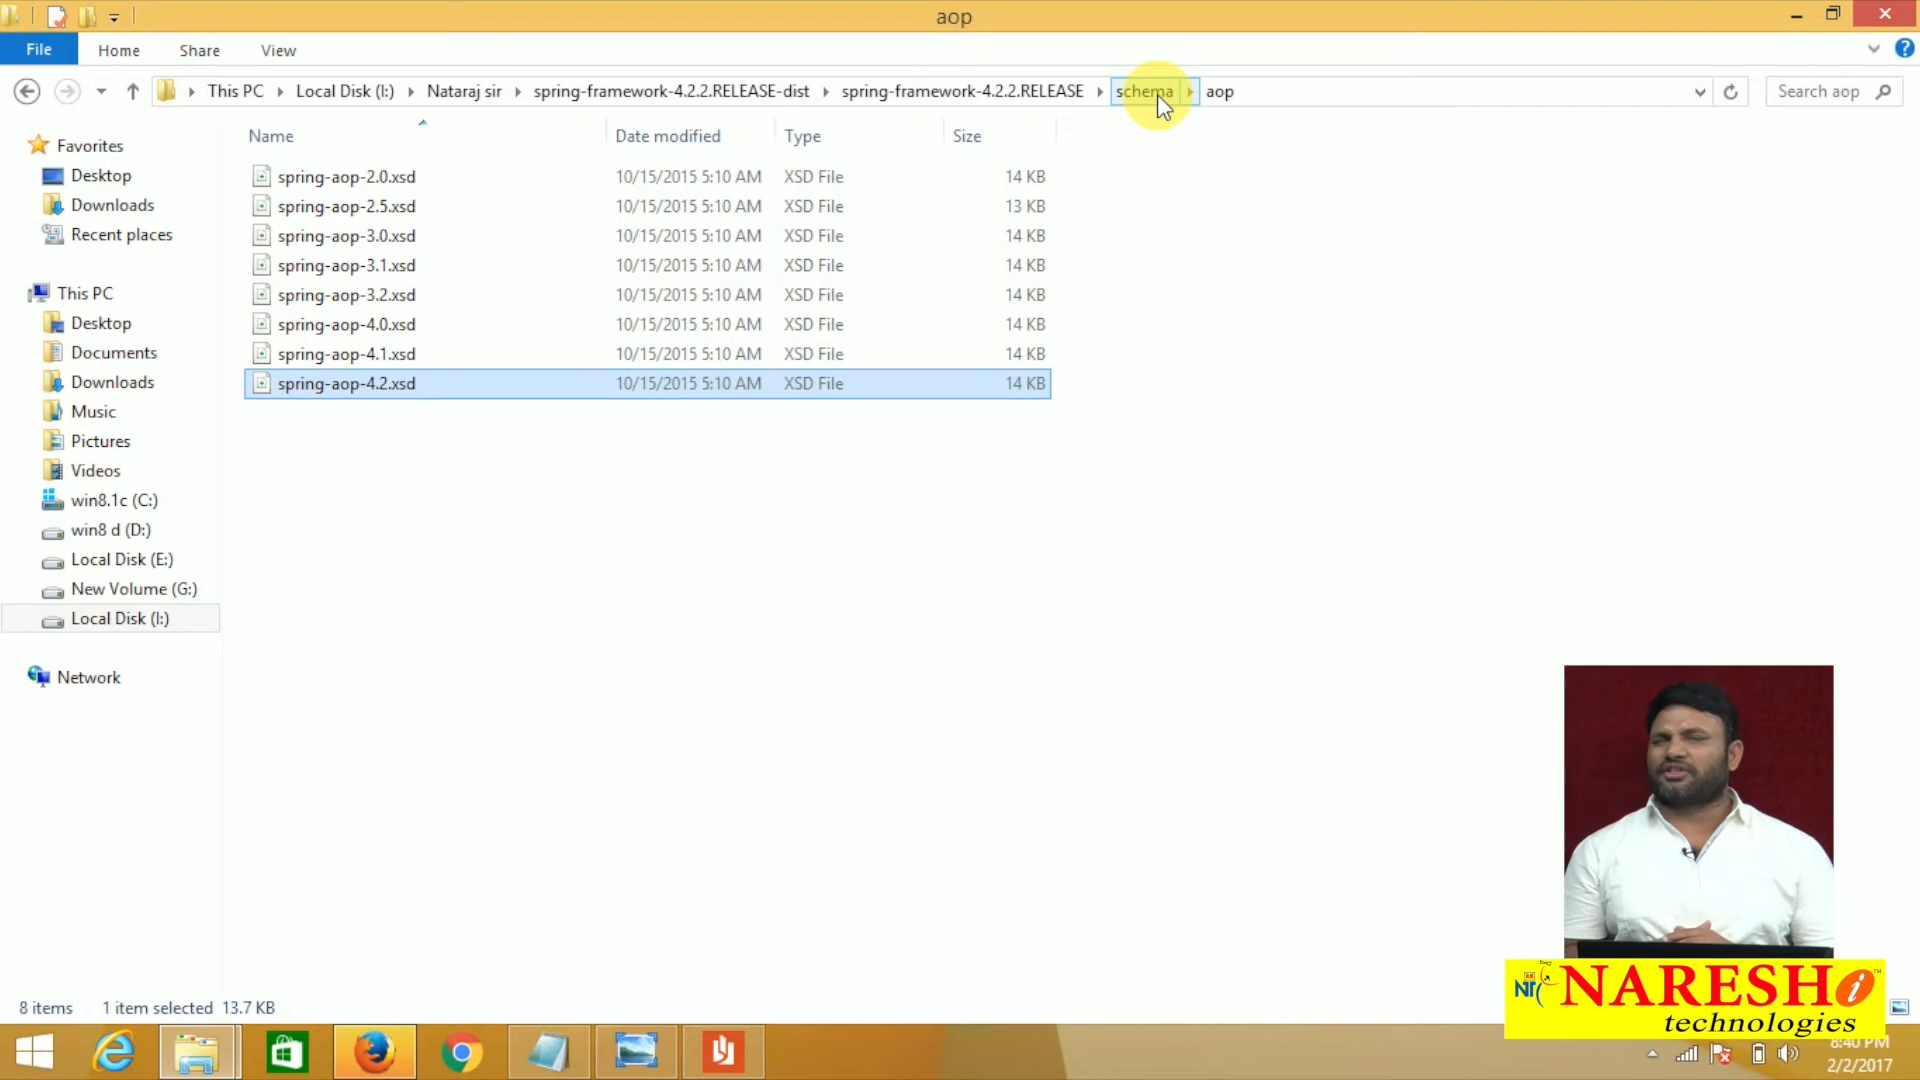 aop
File Home Share View
This PC Local Disk (I:) Nataraj sir spring-framework-4.2.2.RELEASE-dist spring-framework-4.2.2.RELEASE schema aop
Search aop
Name Date modified Type Size
spring-aop-2.0.xsd 10/15/2015 5:10 AM XSD File 14 KB
spring-aop-2.5.xsd 10/15/2015 5:10 AM XSD File 13 KB
spring-aop-3.0.xsd 10/15/2015 5:10 AM XSD File 14 KB
spring-aop-3.1.xsd 10/15/2015 5:10 AM XSD File 14 KB
spring-aop-3.2.xsd 10/15/2015 5:10 AM XSD File 14 KB
spring-aop-4.0.xsd 10/15/2015 5:10 AM XSD File 14 KB
spring-aop-4.1.xsd 10/15/2015 5:10 AM XSD File 14 KB
spring-aop-4.2.xsd 10/15/2015 5:10 AM XSD File 14 KB
Favorites
Desktop
Downloads
Recent places
This PC
Desktop
Documents
Downloads
Music
Pictures
Videos
win8.1c (C:)
win8 d (D:)
Local Disk (E:)
New Volume (G:)
Local Disk (I:)
Network
8 items 1 item selected 13.7 KB
NT NARESH i ™
technologies
8:40 PM
2/2/2017